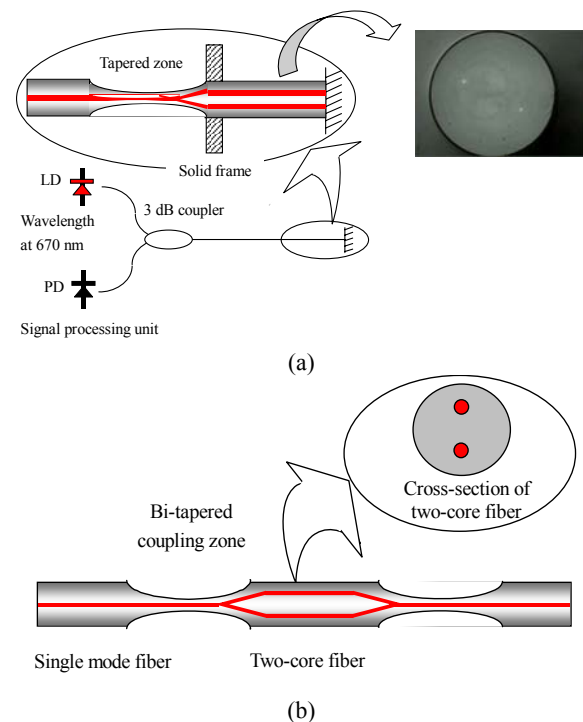 Tapered zone
Solid frame
LD
3 dB coupler
Wavelength
at 670 nm
PD
Signal processing unit
(a)
Cross-section of
two-core fiber
Bi-tapered
coupling zone
Single mode fiber
Two-core fiber
(b)